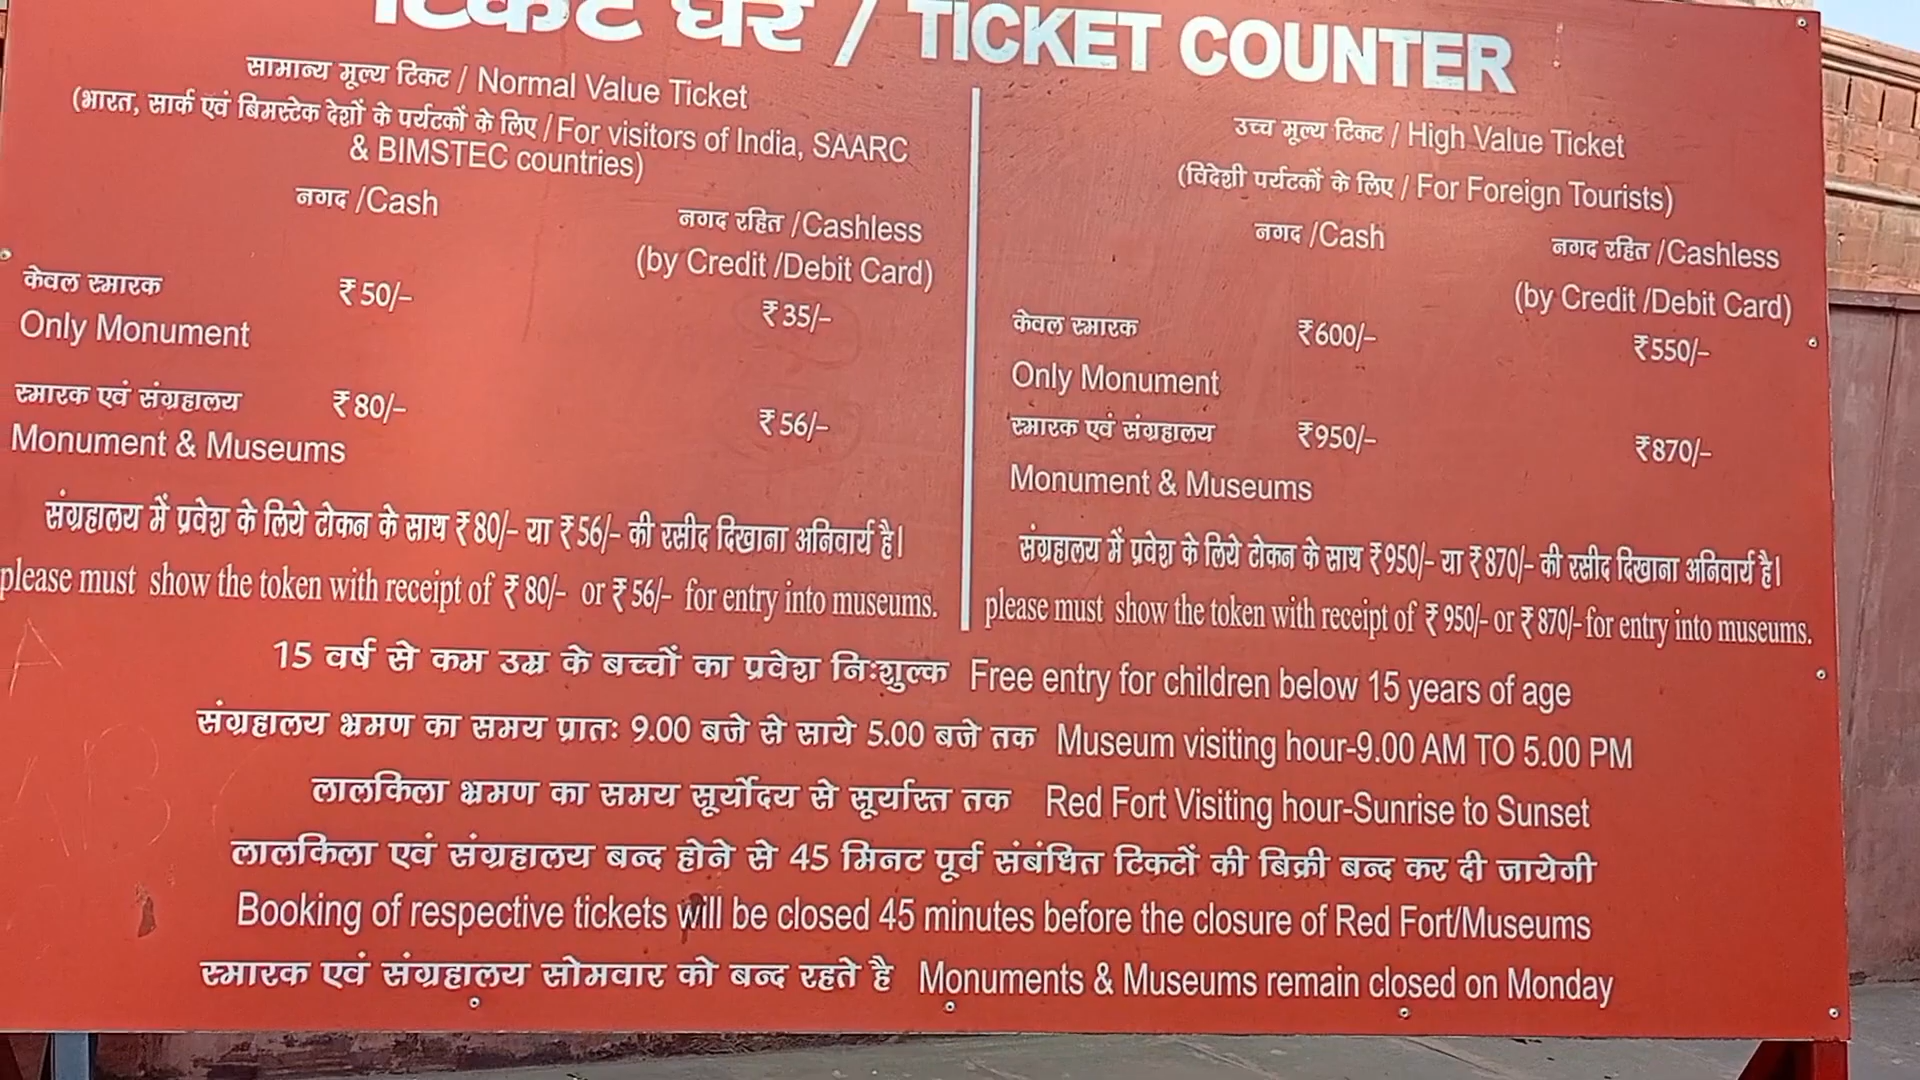 टिकट घर / TICKET COUNTER
सामान्य मूल्य टिकट / Normal Value Ticket
(भारत, सार्क एवं बिमस्टेक देशों के पर्यटकों के लिए / For visitors of India, SAARC
& BIMSTEC countries)
नगद /Cash
नगद रहित /Cashless
(by Credit /Debit Card)
केवल स्मारक ₹50/- ₹35/-
Only Monument
स्मारक एवं संग्रहालय ₹80/- ₹56/-
Monument & Museums
संग्रहालय में प्रवेश के लिये टोकन के साथ ₹80/- या ₹56/- की रसीद दिखाना अनिवार्य है।
please must show the token with receipt of ₹80/- or ₹56/- for entry into museums.
उच्च मूल्य टिकट / High Value Ticket
(विदेशी पर्यटकों के लिए / For Foreign Tourists)
नगद /Cash
नगद रहित /Cashless
(by Credit /Debit Card)
केवल स्मारक ₹600/- ₹550/-
Only Monument
स्मारक एवं संग्रहालय ₹950/- ₹870/-
Monument & Museums
संग्रहालय में प्रवेश के लिये टोकन के साथ ₹950/- या ₹870/- की रसीद दिखाना अनिवार्य है।
please must show the token with receipt of ₹950/- or ₹870/- for entry into museums.
15 वर्ष से कम उम्र के बच्चों का प्रवेश निःशुल्क Free entry for children below 15 years of age
संग्रहालय भ्रमण का समय प्रातः 9.00 बजे से साये 5.00 बजे तक Museum visiting hour-9.00 AM TO 5.00 PM
लालकिला भ्रमण का समय सूर्योदय से सूर्यास्त तक Red Fort Visiting hour-Sunrise to Sunset
लालकिला एवं संग्रहालय बन्द होने से 45 मिनट पूर्व संबंधित टिकटों की बिक्री बन्द कर दी जायेगी
Booking of respective tickets will be closed 45 minutes before the closure of Red Fort/Museums
स्मारक एवं संग्रहालय सोमवार को बन्द रहते है Monuments & Museums remain closed on Monday